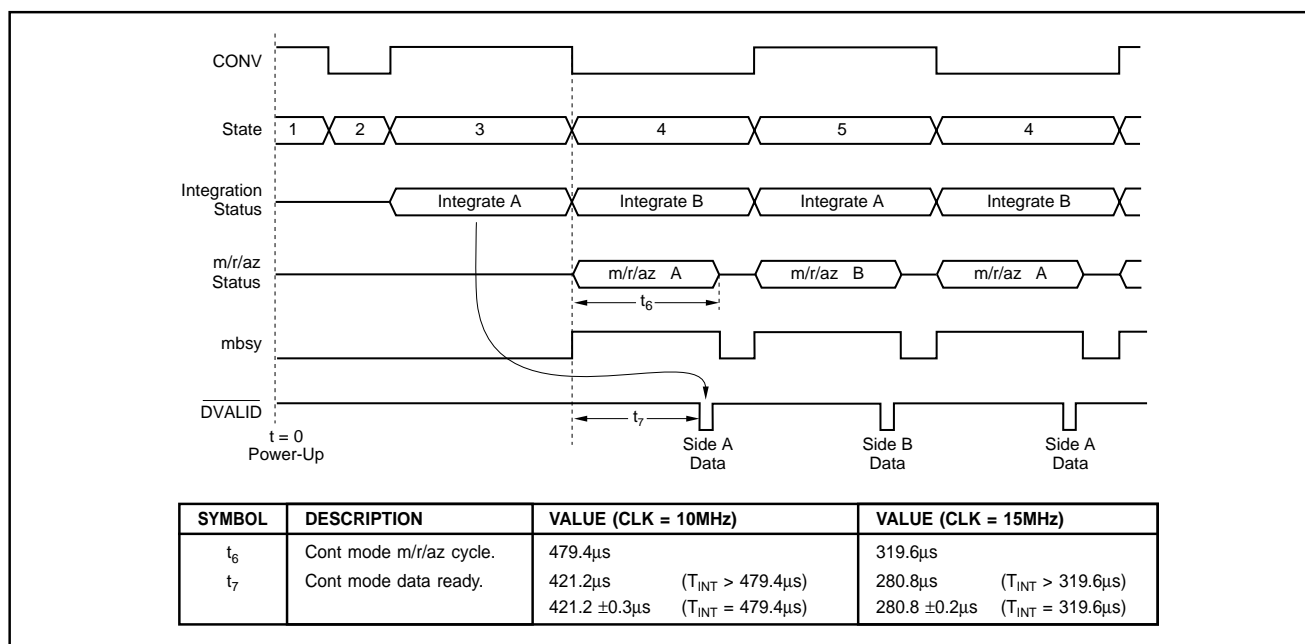 CONV
State
1 2 3 4 5 4
Integration
Status
Integrate A Integrate B Integrate A Integrate B
m/r/az
Status
m/r/az A m/r/az B m/r/az A
t6
mbsy
DVALID
t7
t = 0
Power-Up
Side A
Data
Side B
Data
Side A
Data
SYMBOL DESCRIPTION VALUE (CLK = 10MHz) VALUE (CLK = 15MHz)
t6 Cont mode m/r/az cycle. 479.4µs 319.6µs
t7 Cont mode data ready. 421.2µs (TINT > 479.4µs) 280.8µs (TINT > 319.6µs)
421.2 ±0.3µs (TINT = 479.4µs) 280.8 ±0.2µs (TINT = 319.6µs)